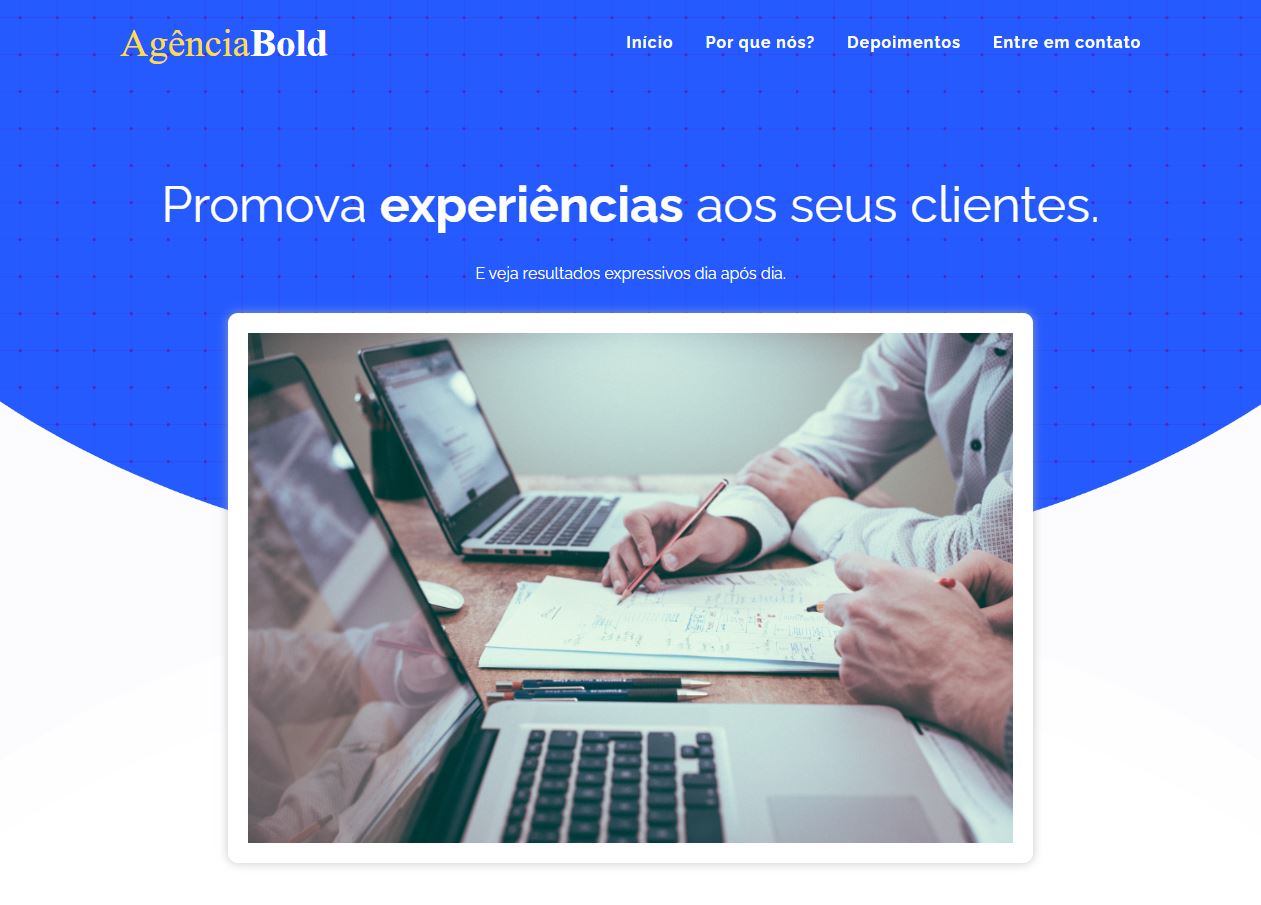 AgênciaBold
Início Por que nós? Depoimentos Entre em contato
Promova experiências aos seus clientes.
E veja resultados expressivos dia após dia.